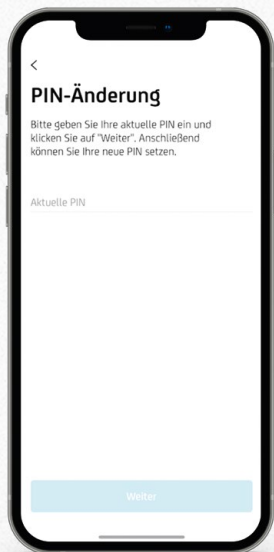 PIN-Änderung
Bitte geben Sie Ihre aktuelle PIN ein und
klicken Sie auf "Weiter". Anschließend
können Sie Ihre neue PIN setzen.
Aktuelle PIN
Weiter